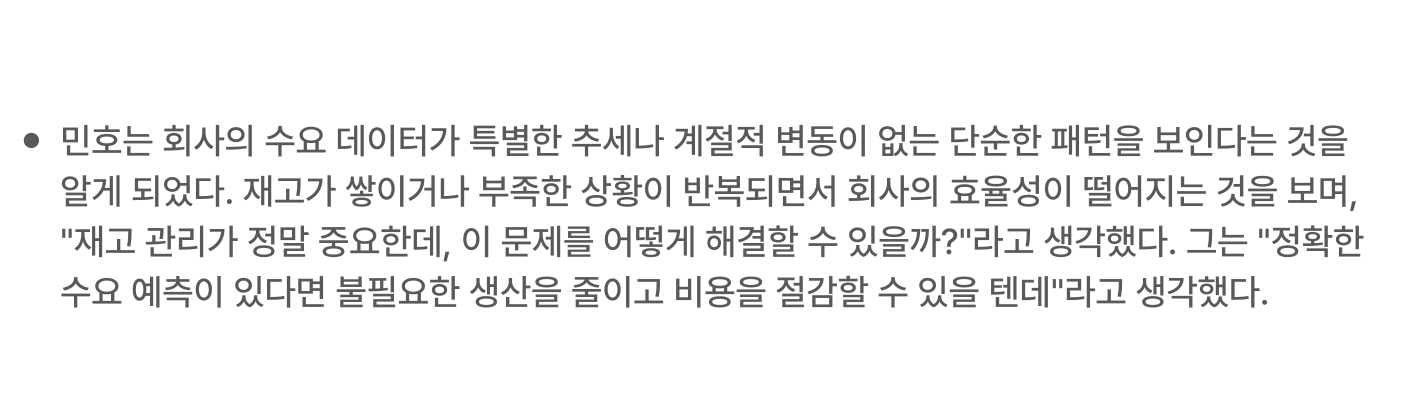 • 민호는 회사의 수요 데이터가 특별한 추세나 계절적 변동이 없는 단순한 패턴을 보인다는 것을
알게 되었다. 재고가 쌓이거나 부족한 상황이 반복되면서 회사의 효율성이 떨어지는 것을 보며,
"재고 관리가 정말 중요한데, 이 문제를 어떻게 해결할 수 있을까?"라고 생각했다. 그는 "정확한
수요 예측이 있다면 불필요한 생산을 줄이고 비용을 절감할 수 있을 텐데"라고 생각했다.